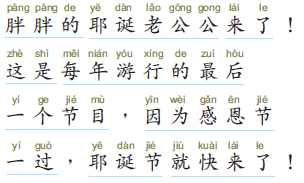 pàng pàng de yē dàn lǎo gōng gong lái le
胖胖的耶诞老公公来了！
zhè shì měi nián yóu xíng de zuì hòu
这是每年游行的最后
yí ge jié mù yīn wèi gǎn ēn jié
一个节目，因为感恩节
yí guò yē dàn jié jiù kuài lái le
一过，耶诞节就快来了！